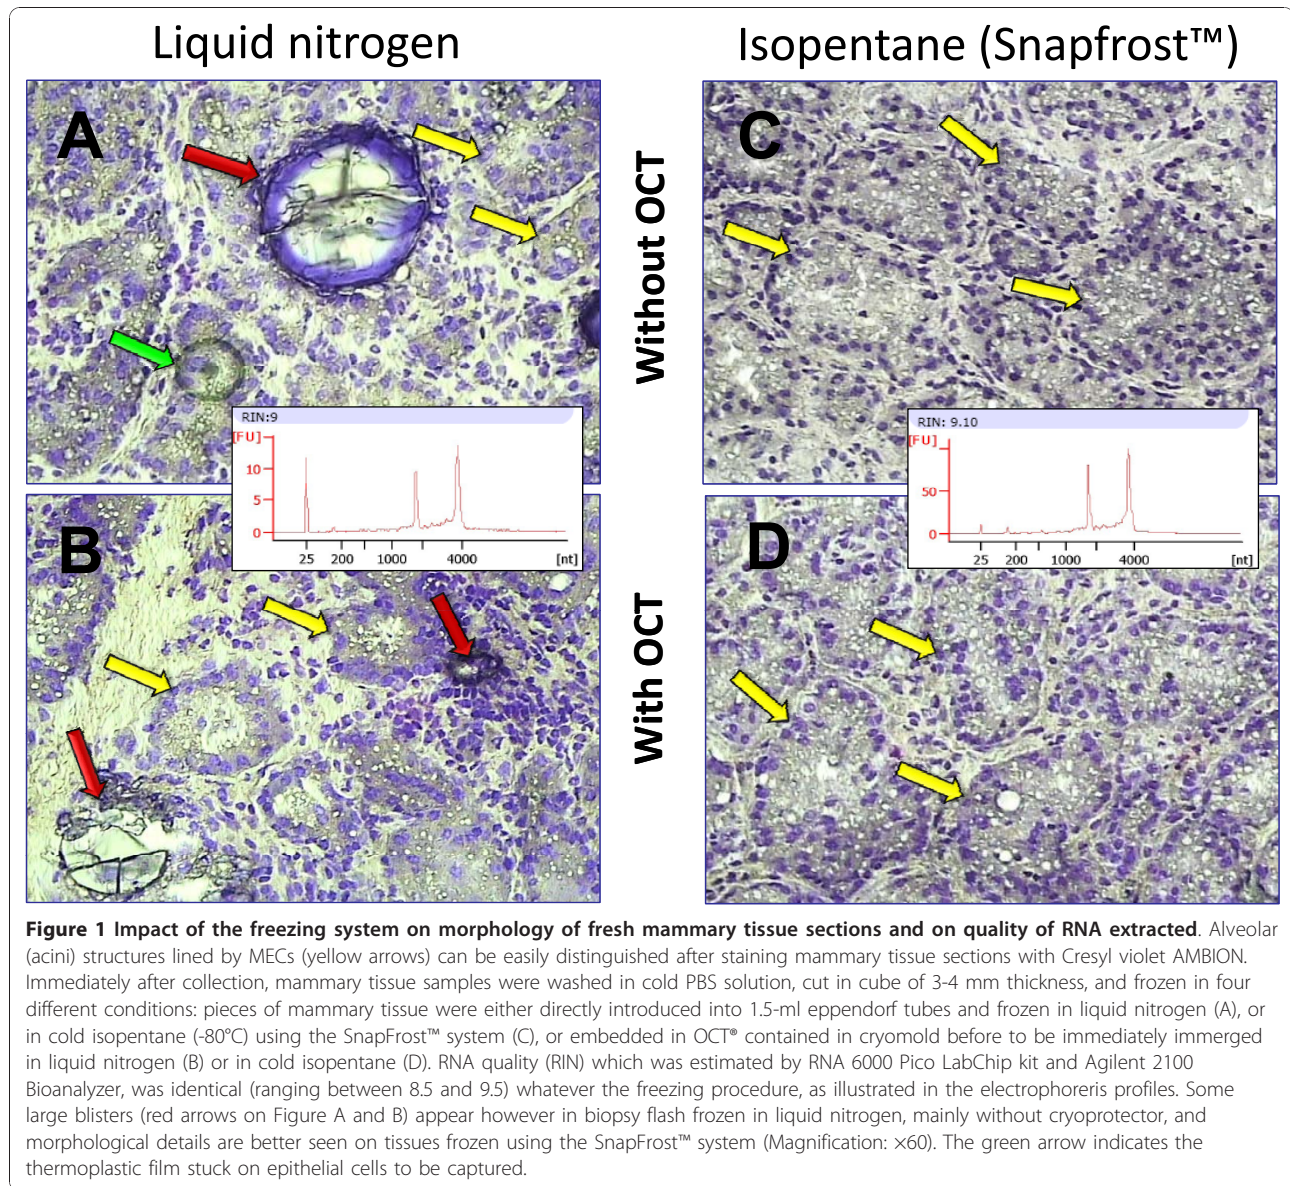 Liquid nitrogen
Isopentane (Snapfrost™)
A
C
Without OCT
RIN:9
[FU]
10
5
0
25 200 1000 4000 [nt]
RIN: 9.10
[FU]
50
0
25 200 1000 4000 [nt]
B
D
With OCT
Figure 1 Impact of the freezing system on morphology of fresh mammary tissue sections and on quality of RNA extracted. Alveolar
(acini) structures lined by MECs (yellow arrows) can be easily distinguished after staining mammary tissue sections with Cresyl violet AMBION.
Immediately after collection, mammary tissue samples were washed in cold PBS solution, cut in cube of 3-4 mm thickness, and frozen in four
different conditions: pieces of mammary tissue were either directly introduced into 1.5-ml eppendorf tubes and frozen in liquid nitrogen (A), or
in cold isopentane (-80°C) using the SnapFrost™ system (C), or embedded in OCT® contained in cryomold before to be immediately immerged
in liquid nitrogen (B) or in cold isopentane (D). RNA quality (RIN) which was estimated by RNA 6000 Pico LabChip kit and Agilent 2100
Bioanalyzer, was identical (ranging between 8.5 and 9.5) whatever the freezing procedure, as illustrated in the electrophoreris profiles. Some
large blisters (red arrows on Figure A and B) appear however in biopsy flash frozen in liquid nitrogen, mainly without cryoprotector, and
morphological details are better seen on tissues frozen using the SnapFrost™ system (Magnification: ×60). The green arrow indicates the
thermoplastic film stuck on epithelial cells to be captured.